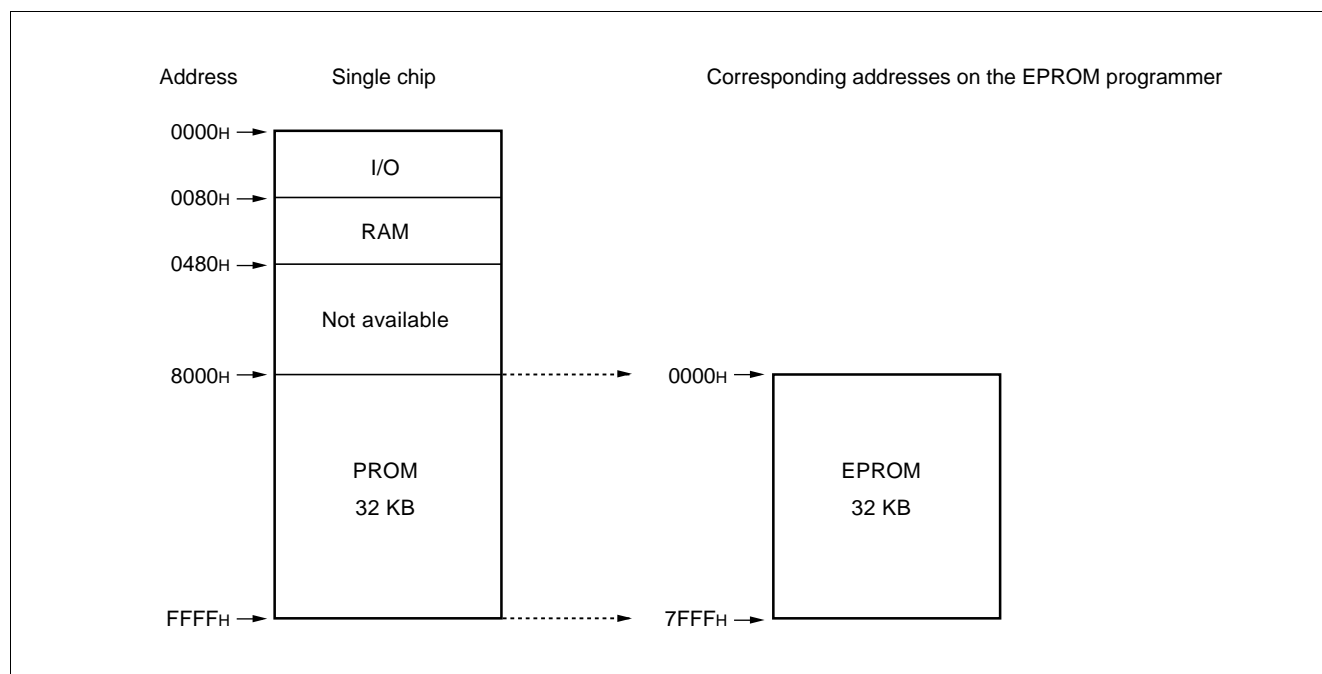 Address Single chip Corresponding addresses on the EPROM programmer
0000H
I/O
0080H
RAM
0480H
Not available
8000H 0000H
PROM EPROM
32 KB 32 KB
FFFFH 7FFFH